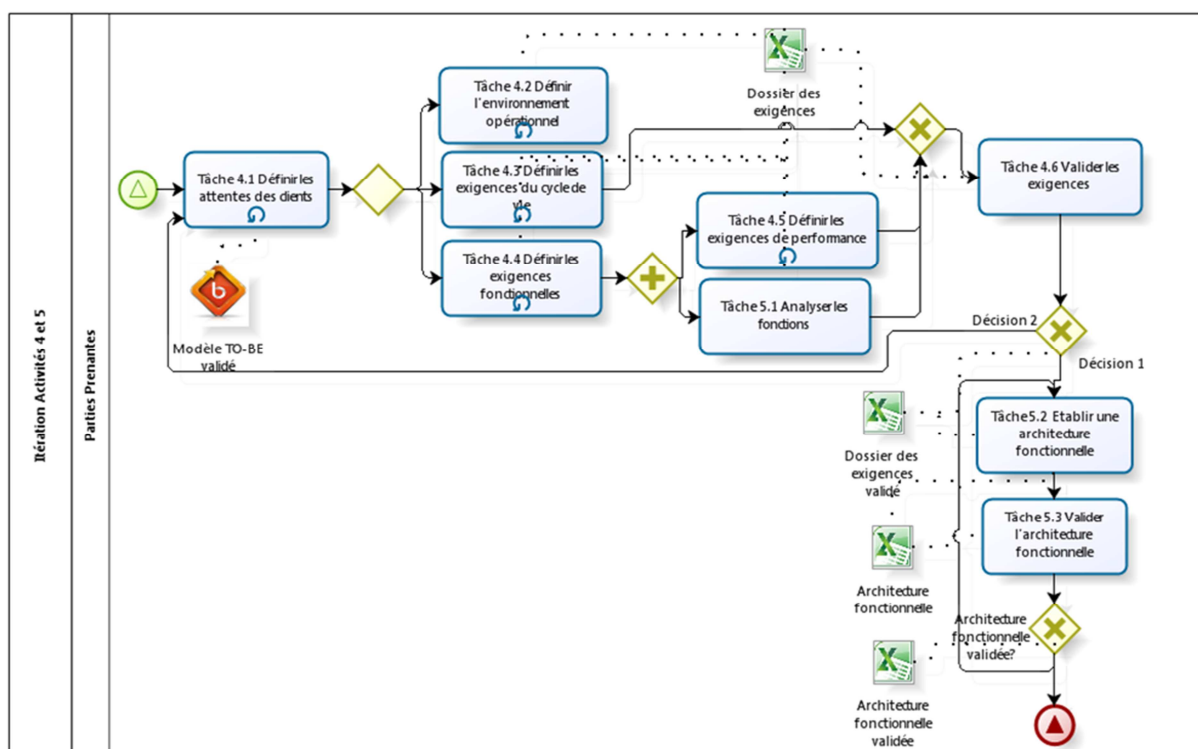 Itération Activités 4 et 5
Parties Prenantes
Tâche 4.1 Définir les
attentes des clients
Modèle TO-BE
validé
Tâche 4.2 Définir
l'environnement
opérationnel
Tâche 4.3 Définir les
exigences du cycle de
vie
Tâche 4.4 Définir les
exigences
fonctionnelles
Dossier des
exigences
Tâche 4.5 Définir les
exigences de performance
Tâche 5.1 Analyser les
fonctions
Tâche 4.6 Valider les
exigences
Décision 2
Décision 1
Tâche 5.2 Etablir une
architecture
fonctionnelle
Dossier des
exigences
validé
Tâche 5.3 Valider
l'architecture
fonctionnelle
Architecture
fonctionnelle
Architecture
fonctionnelle
validée?
Architecture
fonctionnelle
validée